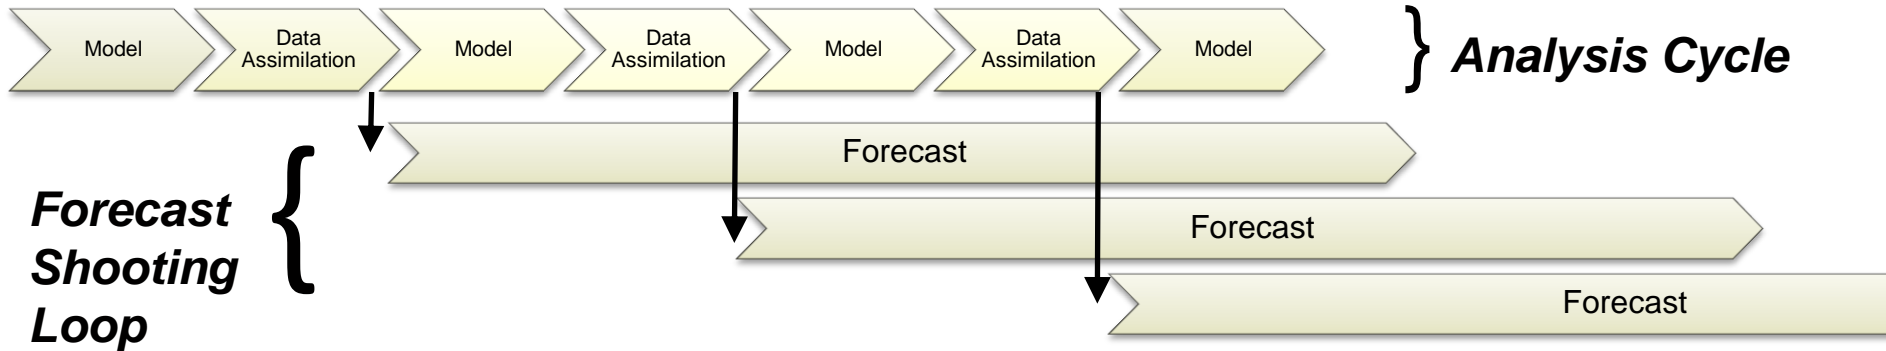 Model
Data
Assimilation
Model
Data
Assimilation
Model
Data
Assimilation
Model
} Analysis Cycle
Forecast
Forecast
Forecast
Forecast {
Shooting
Loop